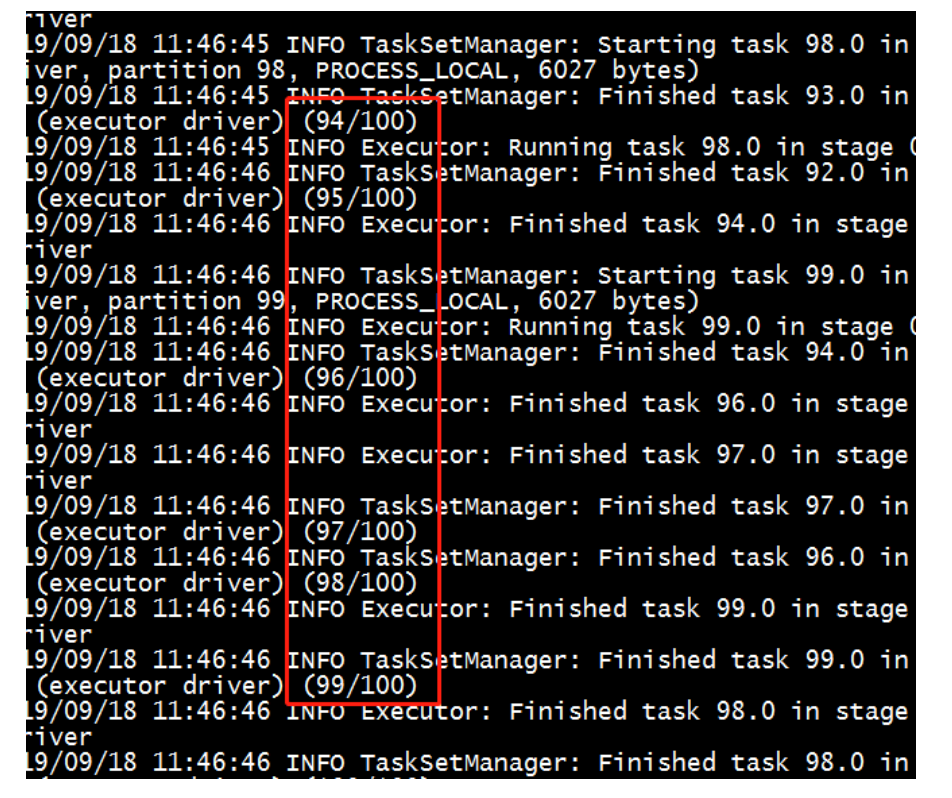 river
19/09/18 11:46:45 INFO TaskSetManager: Starting task 98.0 in
iver, partition 98, PROCESS_LOCAL, 6027 bytes)
19/09/18 11:46:45 INFO TaskSetManager: Finished task 93.0 in
(executor driver) (94/100)
19/09/18 11:46:45 INFO Executor: Running task 98.0 in stage 0
19/09/18 11:46:46 INFO TaskSetManager: Finished task 92.0 in
(executor driver) (95/100)
19/09/18 11:46:46 INFO Executor: Finished task 94.0 in stage
river
19/09/18 11:46:46 INFO TaskSetManager: Starting task 99.0 in
iver, partition 99, PROCESS_LOCAL, 6027 bytes)
19/09/18 11:46:46 INFO Executor: Running task 99.0 in stage 0
19/09/18 11:46:46 INFO TaskSetManager: Finished task 94.0 in
(executor driver) (96/100)
19/09/18 11:46:46 INFO Executor: Finished task 96.0 in stage
river
19/09/18 11:46:46 INFO Executor: Finished task 97.0 in stage
river
19/09/18 11:46:46 INFO TaskSetManager: Finished task 97.0 in
(executor driver) (97/100)
19/09/18 11:46:46 INFO TaskSetManager: Finished task 96.0 in
(executor driver) (98/100)
19/09/18 11:46:46 INFO Executor: Finished task 99.0 in stage
river
19/09/18 11:46:46 INFO TaskSetManager: Finished task 99.0 in
(executor driver) (99/100)
19/09/18 11:46:46 INFO Executor: Finished task 98.0 in stage
river
19/09/18 11:46:46 INFO TaskSetManager: Finished task 98.0 in